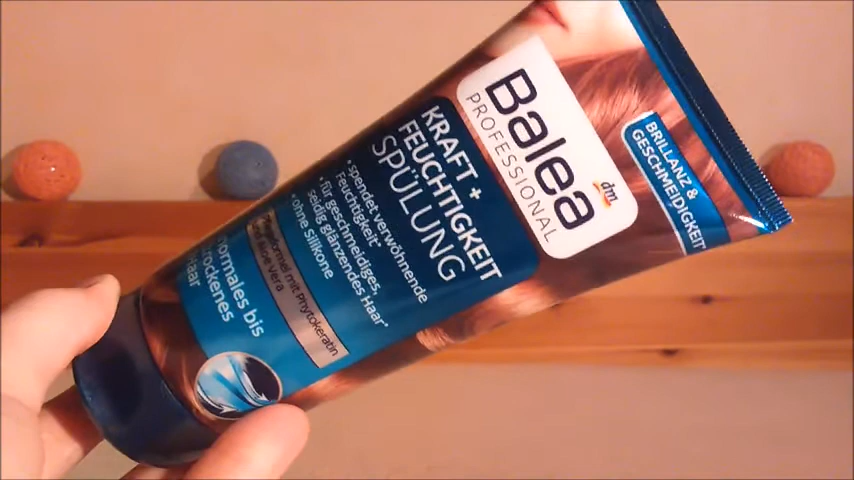 Balea
PROFESSIONAL
dm
BRILLANZ &
GESCHMEIDIGKEIT
KRAFT +
FEUCHTIGKEIT
SPÜLUNG
• spendet verwöhnende
Feuchtigkeit*
• für geschmeidiges,
seidig glänzendes Haar*
• ohne Silikone
*Pflegeformel mit Phytokeratin
und Aloe Vera
normales bis
trockenes
Haar